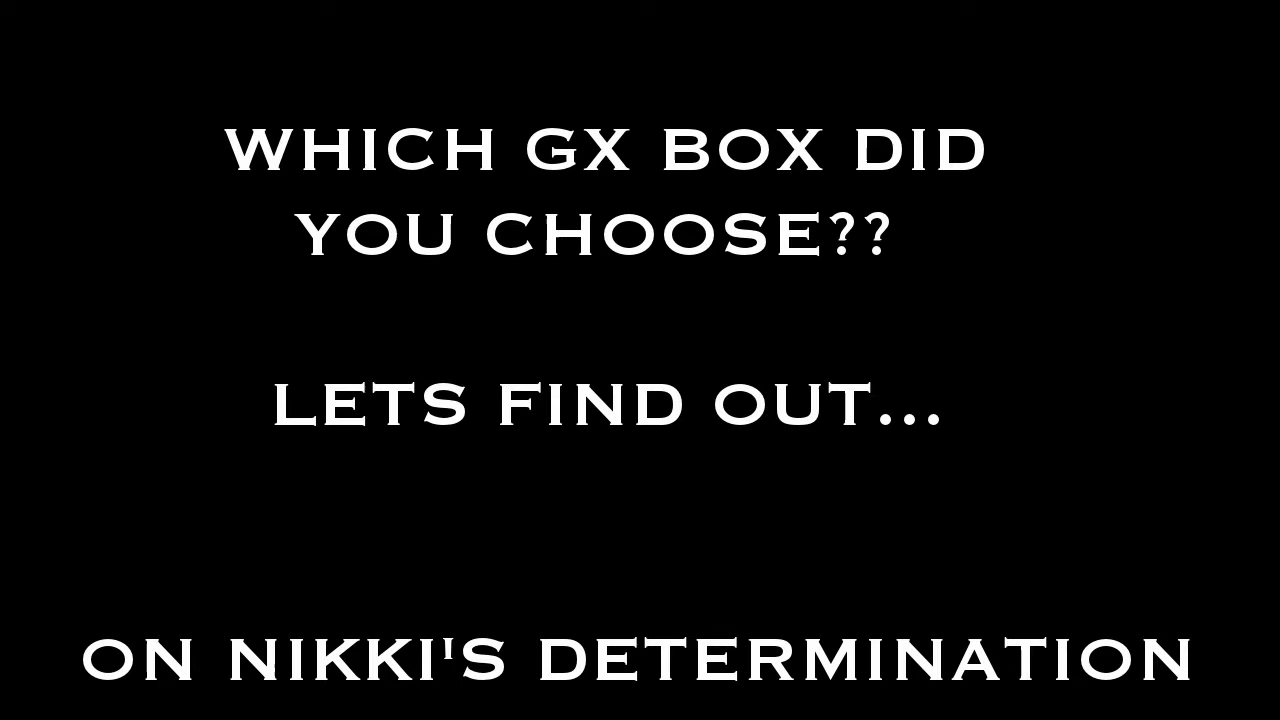 WHICH GX BOX DID
YOU CHOOSE??
LETS FIND OUT...
ON NIKKI'S DETERMINATION